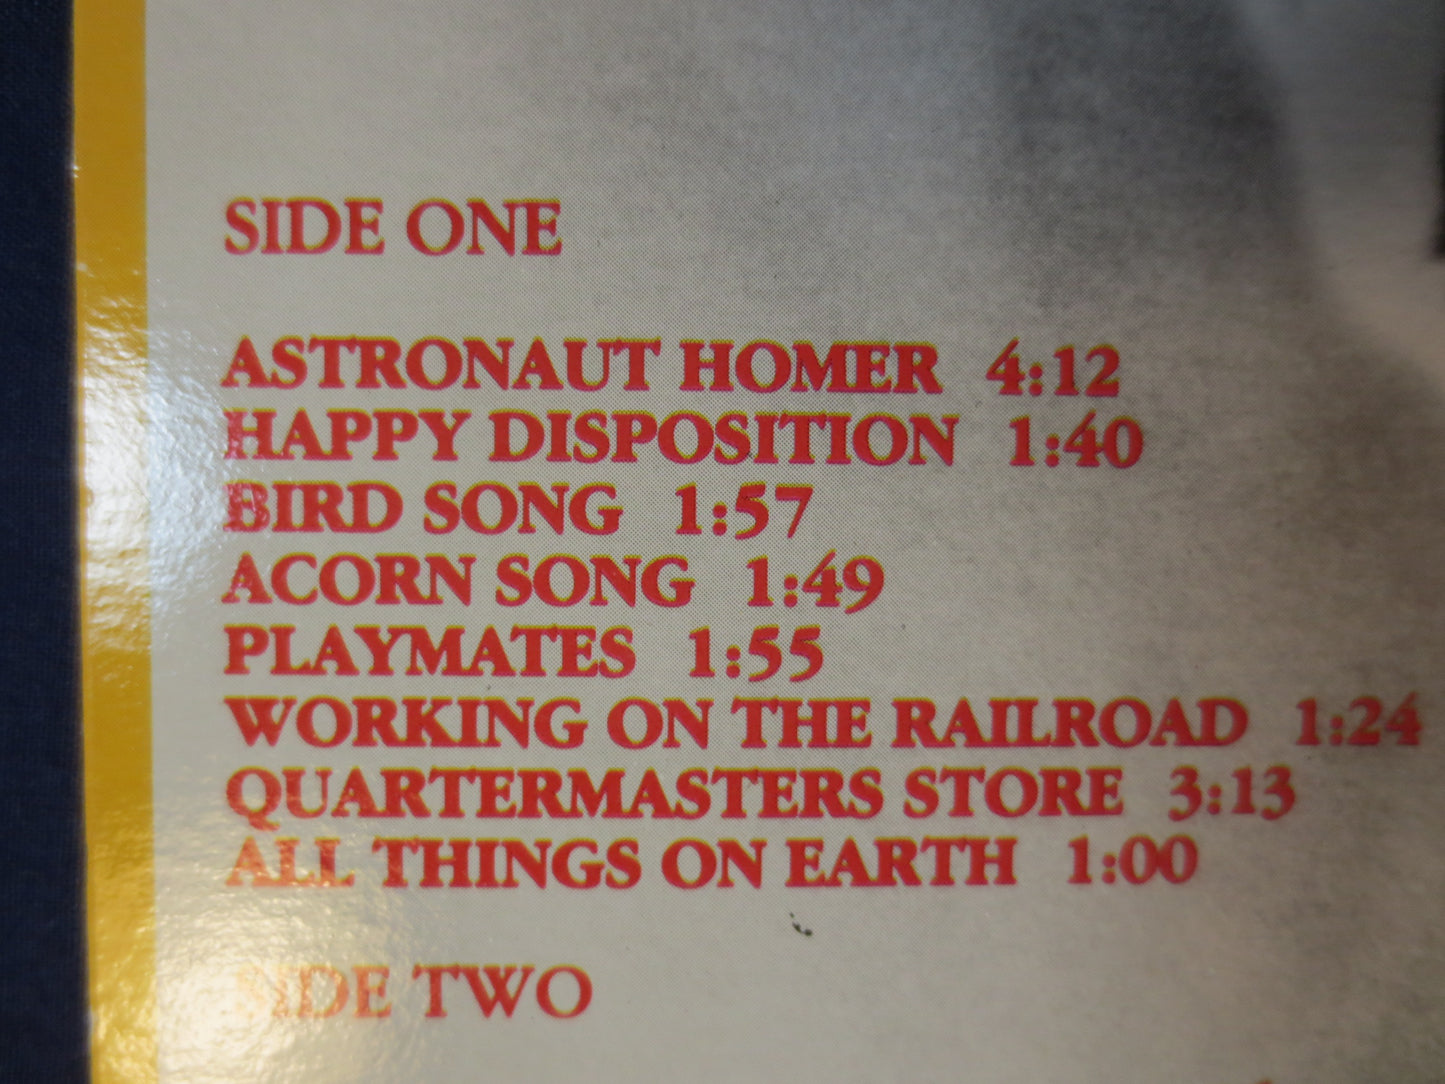 SIDE ONE
ASTRONAUT HOMER 4:12
HAPPY DISPOSITION 1:40
BIRD SONG 1:57
ACORN SONG 1:49
PLAYMATES 1:55
WORKING ON THE RAILROAD 1:24
QUARTERMASTERS STORE 3:13
ALL THINGS ON EARTH 1:00
SIDE TWO